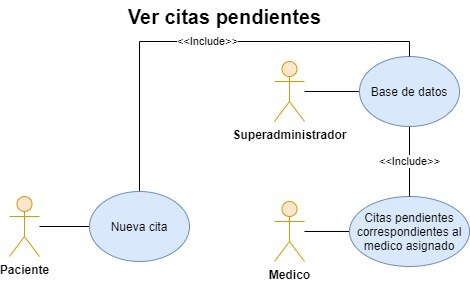 Ver citas pendientes
<<Include>>
Base de datos
Superadministrador
<<Include>>
Nueva cita
Citas pendientes
correspondientes al
medico asignado
Paciente
Medico